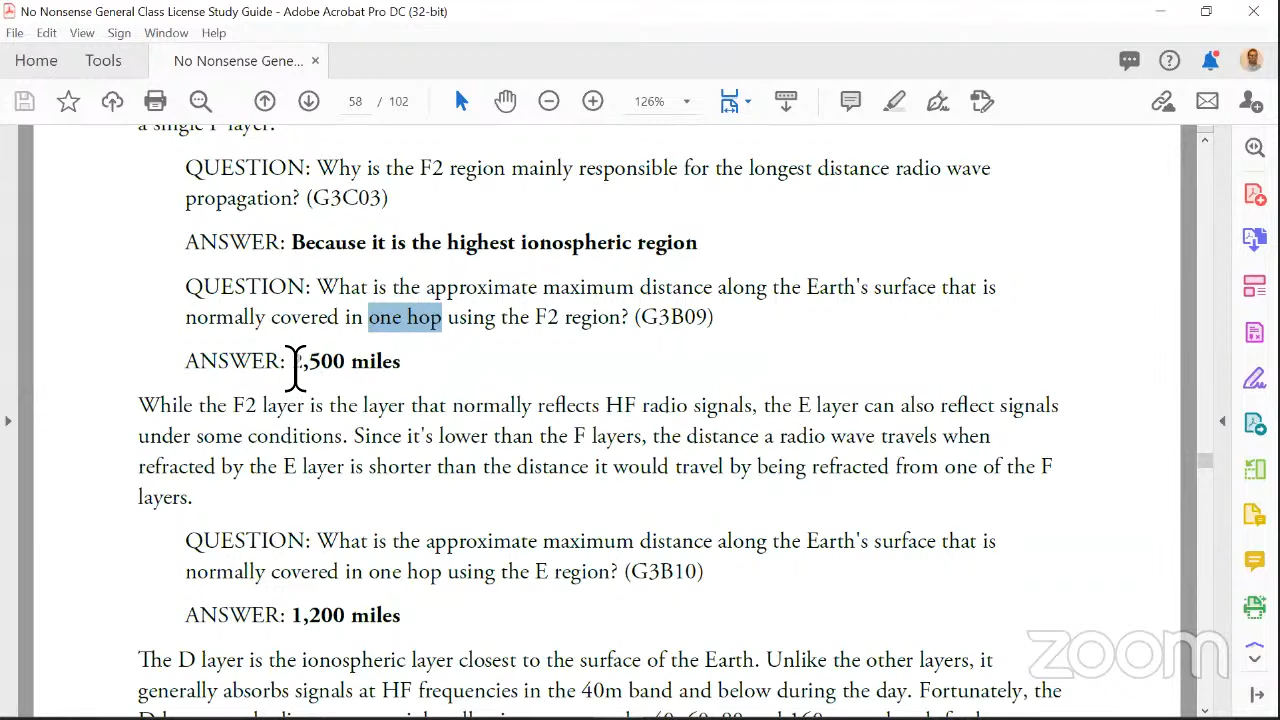 No Nonsense General Class License Study Guide - Adobe Acrobat Pro DC (32-bit)
File Edit View Sign Window Help
Home Tools No Nonsense Gene... ×
58 / 102 126%
a single F layer.
QUESTION: Why is the F2 region mainly responsible for the longest distance radio wave
propagation? (G3C03)
ANSWER: Because it is the highest ionospheric region
QUESTION: What is the approximate maximum distance along the Earth's surface that is
normally covered in one hop using the F2 region? (G3B09)
ANSWER: 2,500 miles
While the F2 layer is the layer that normally reflects HF radio signals, the E layer can also reflect signals
under some conditions. Since it's lower than the F layers, the distance a radio wave travels when
refracted by the E layer is shorter than the distance it would travel by being refracted from one of the F
layers.
QUESTION: What is the approximate maximum distance along the Earth's surface that is
normally covered in one hop using the E region? (G3B10)
ANSWER: 1,200 miles
The D layer is the ionospheric layer closest to the surface of the Earth. Unlike the other layers, it
generally absorbs signals at HF frequencies in the 40m band and below during the day. Fortunately, the
zoom